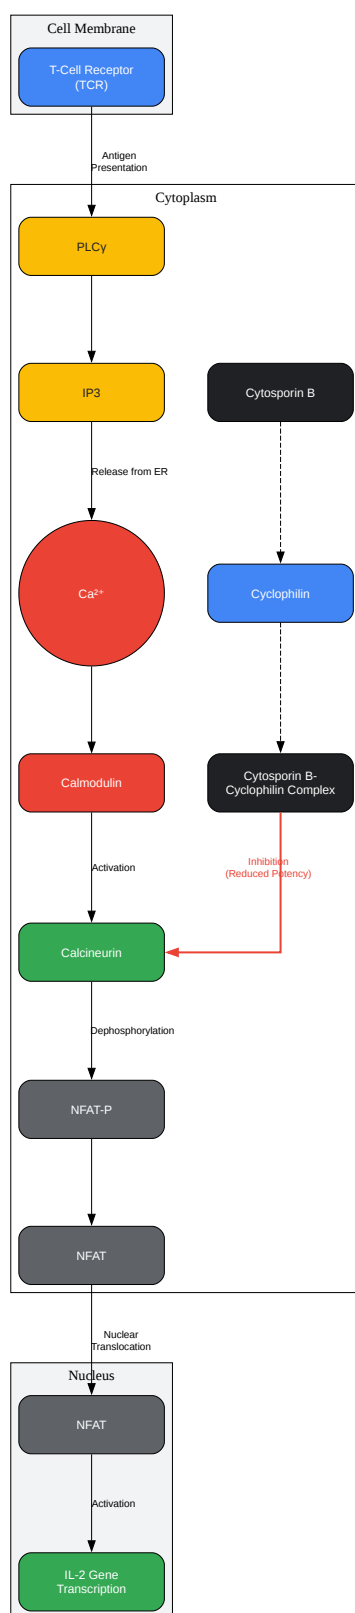 Cell Membrane
T-Cell Receptor
(TCR)
Antigen
Presentation
Cytoplasm
PLCγ
IP3
Cytosporin B
Release from ER
Ca²⁺
Cyclophilin
Calmodulin
Cytosporin B-
Cyclophilin Complex
Activation
Inhibition
(Reduced Potency)
Calcineurin
Dephosphorylation
NFAT-P
NFAT
Nuclear
Translocation
Nucleus
NFAT
Activation
IL-2 Gene
Transcription